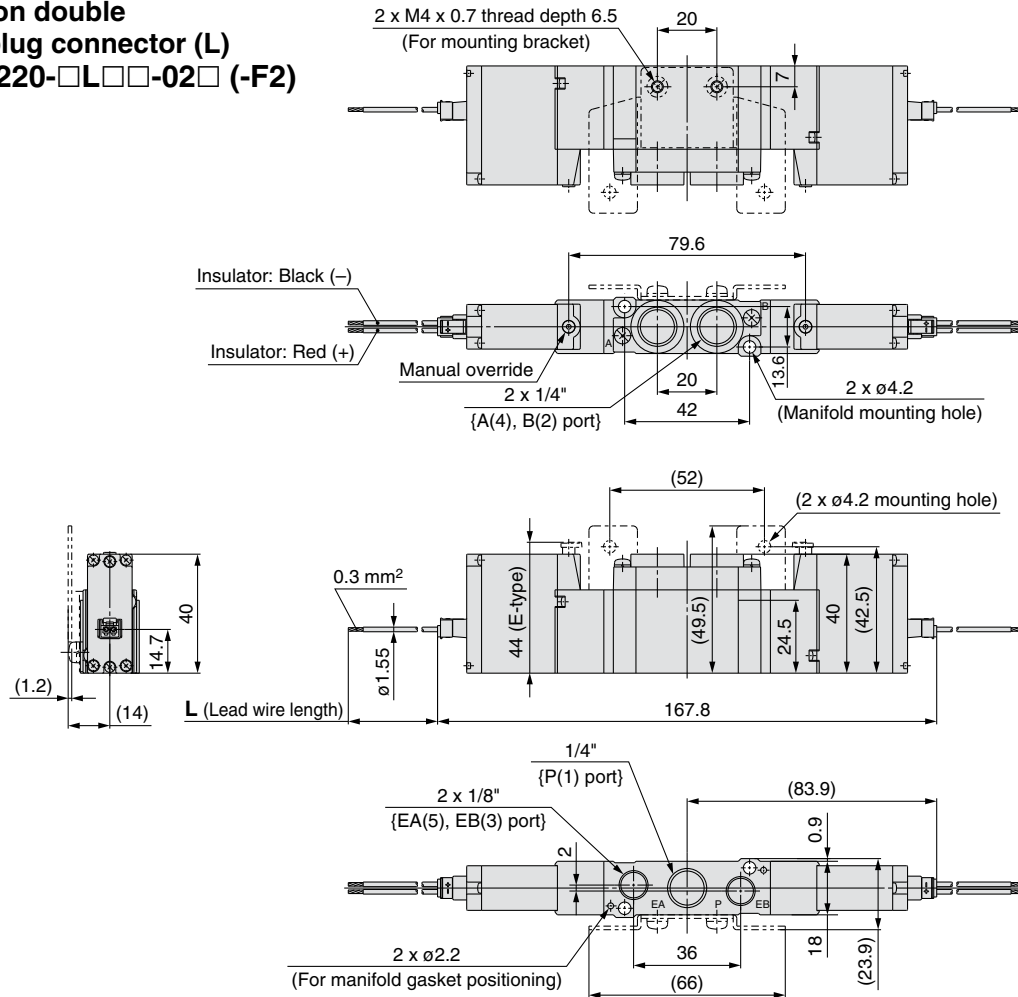 on double
plug connector (L)
220-□L□□-02□ (-F2)
2 x M4 x 0.7 thread depth 6.5
(For mounting bracket)
20
7
79.6
Insulator: Black (–)
Insulator: Red (+)
Manual override
2 x 1/4"
{A(4), B(2) port}
A
B
20
42
13.6
2 x ø4.2
(Manifold mounting hole)
(52)
(2 x ø4.2 mounting hole)
0.3 mm²
ø1.55
44 (E-type)
(49.5)
24.5
40
(42.5)
40
14.7
(1.2)
(14)
L (Lead wire length)
167.8
1/4"
{P(1) port}
2 x 1/8"
{EA(5), EB(3) port}
(83.9)
0.9
2
EA
P
EB
2 x ø2.2
(For manifold gasket positioning)
36
(66)
18
(23.9)